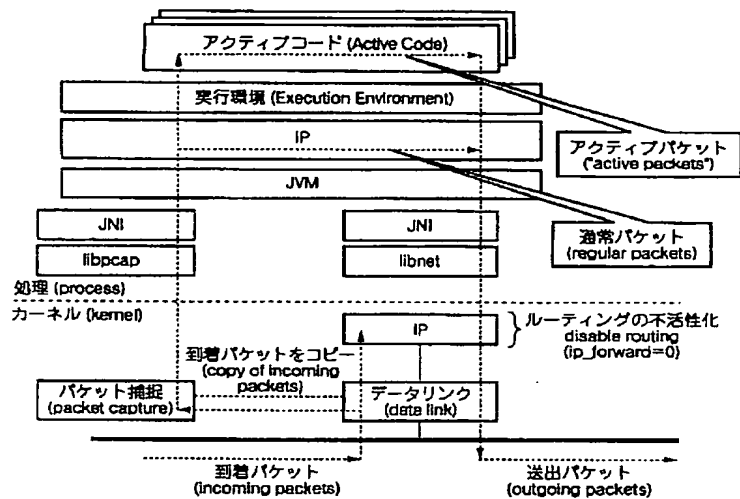 アクティブコード (Active Code)
実行環境 (Execution Environment)
IP
アクティブパケット
("active packets")
JVM
JNI
JNI
通常パケット
(regular packets)
libpcap
libnet
処理 (process)
カーネル (kernel)
IP
ルーティングの不活性化
disable routing
(ip_forward=0)
到着パケットをコピー
(copy of incoming
packets)
パケット捕捉
(packet capture)
データリンク
(data link)
到着パケット
(incoming packets)
送出パケット
(outgoing packets)